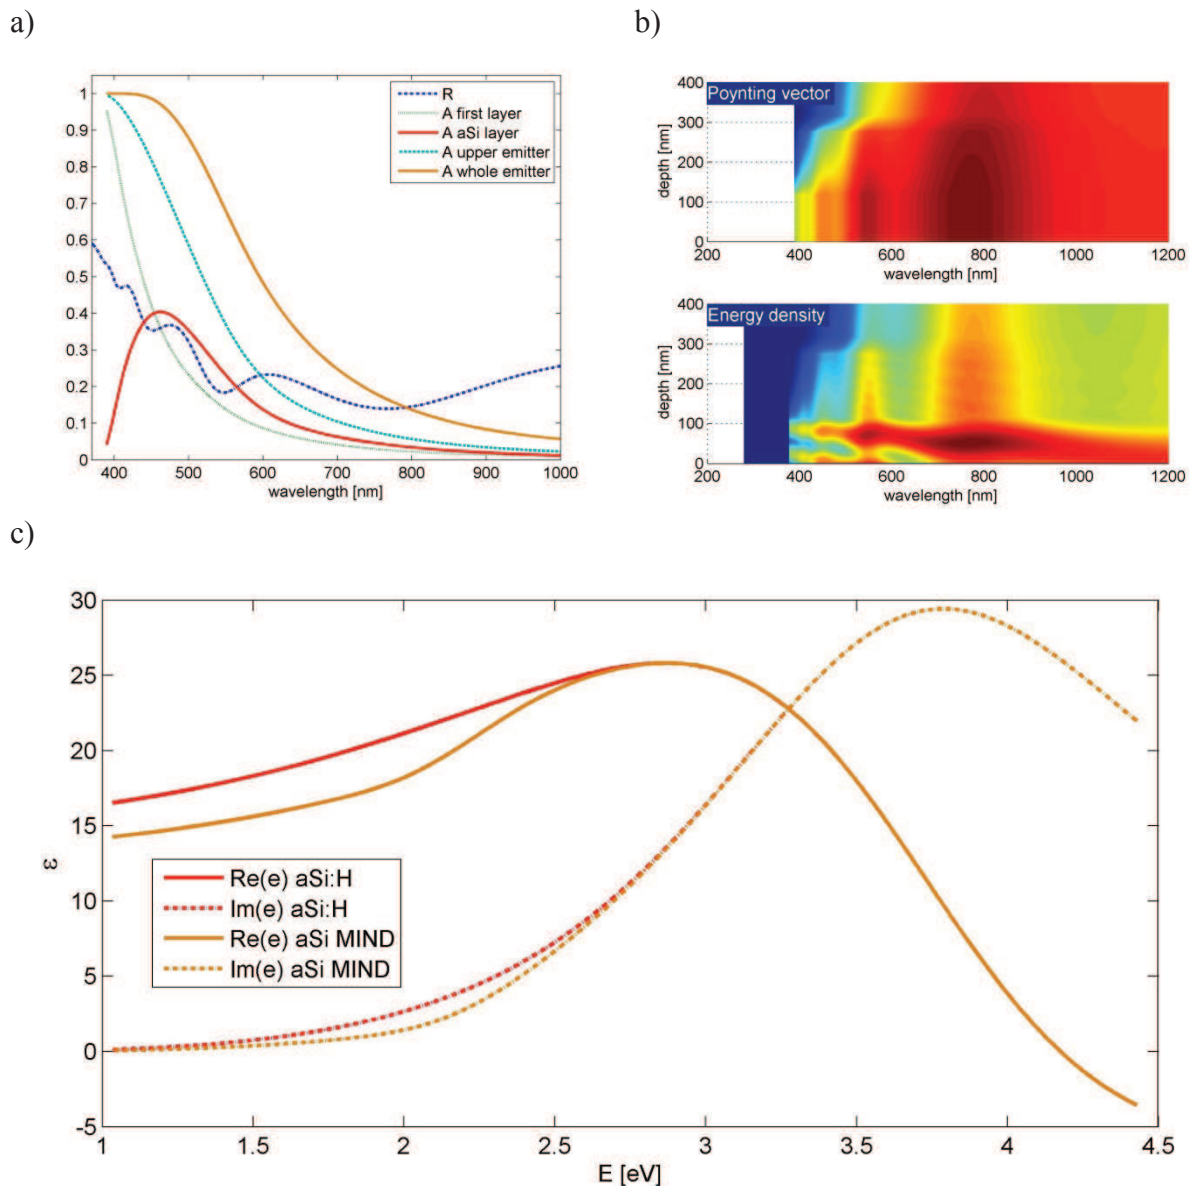 a)
b)
R
A first layer
A aSi layer
A upper emitter
A whole emitter
1
0.9
0.8
0.7
0.6
0.5
0.4
0.3
0.2
0.1
0
400 500 600 700 800 900 1000
wavelength [nm]
Poynting vector
400
300
200
100
0
depth [nm]
200 400 600 800 1000 1200
wavelength [nm]
Energy density
400
300
200
100
0
depth [nm]
200 400 600 800 1000 1200
wavelength [nm]
c)
30
25
20
15
10
5
0
-5
ε
Re(e) aSi:H
Im(e) aSi:H
Re(e) aSi MIND
Im(e) aSi MIND
1 1.5 2 2.5 3 3.5 4 4.5
E [eV]